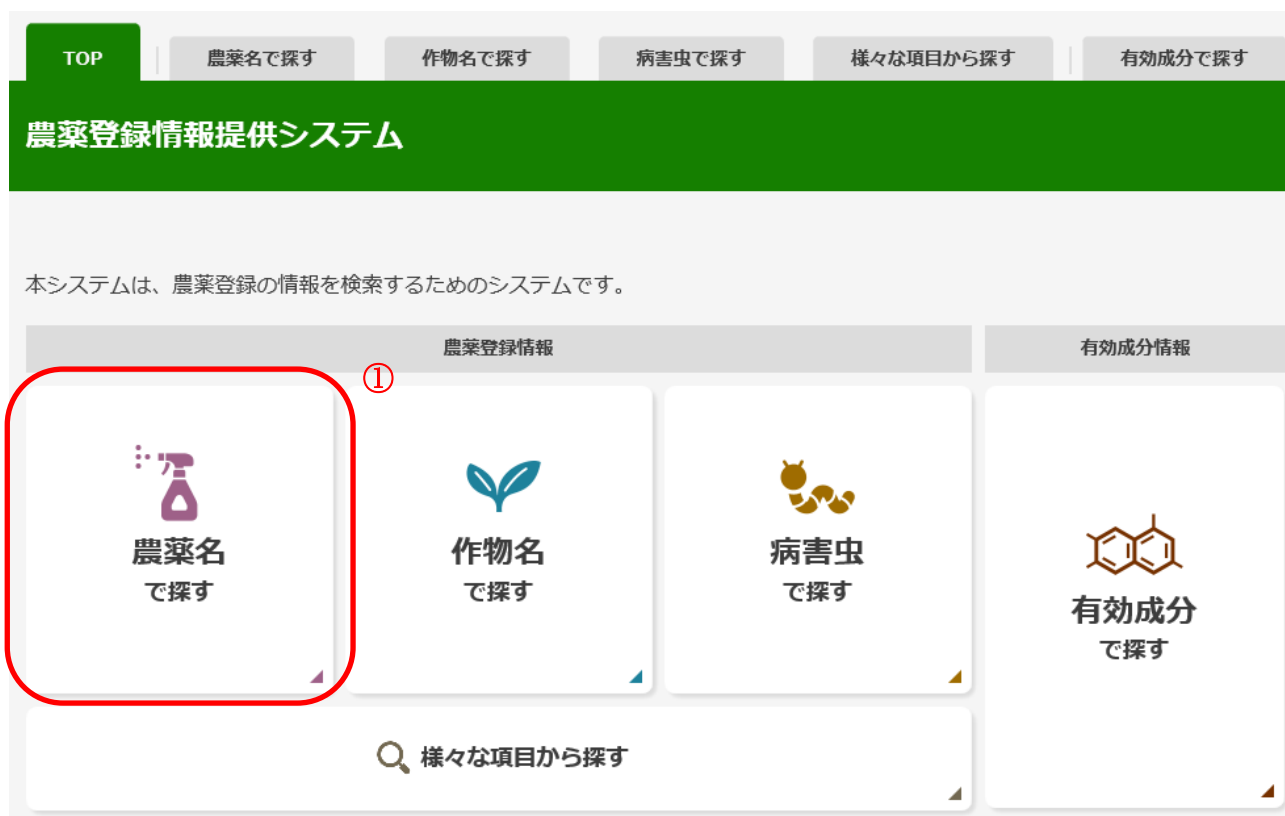 TOP
農薬名で探す
作物名で探す
病害虫で探す
様々な項目から探す
有効成分で探す
農薬登録情報提供システム
本システムは、農薬登録の情報を検索するためのシステムです。
農薬登録情報
有効成分情報
①
農薬名
で探す
作物名
で探す
病害虫
で探す
有効成分
で探す
様々な項目から探す